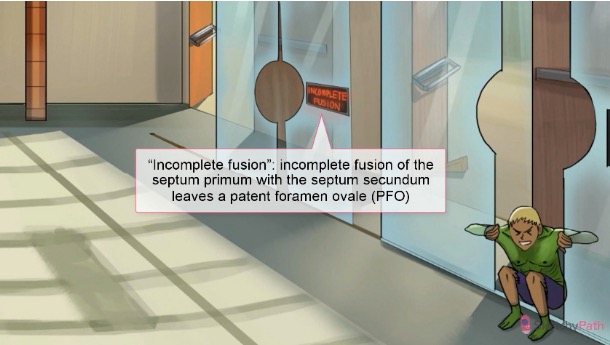 INCOMPLETE
FUSION
“Incomplete fusion”: incomplete fusion of the
septum primum with the septum secundum
leaves a patent foramen ovale (PFO)